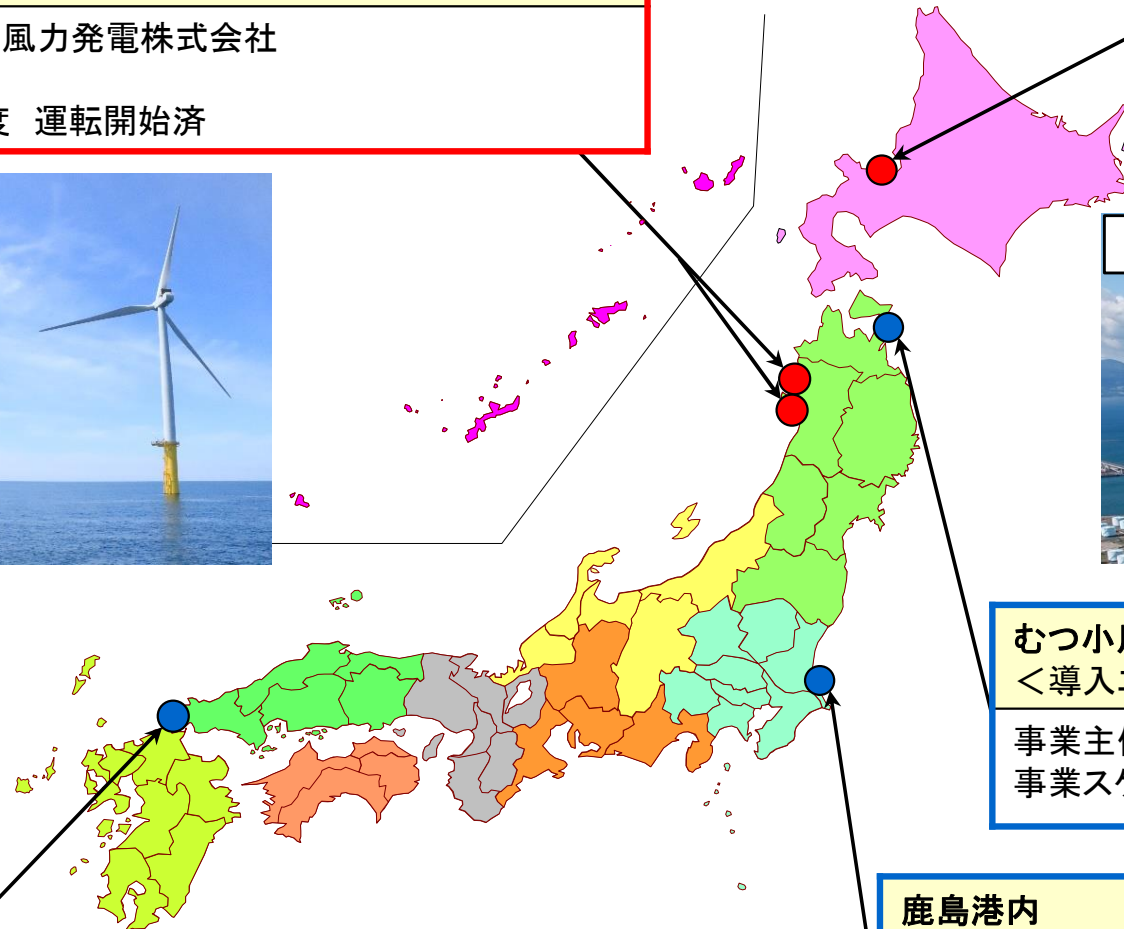 風力発電株式会社
度 運転開始済
むつ小
＜導入
事業主
事業ス
鹿島港内